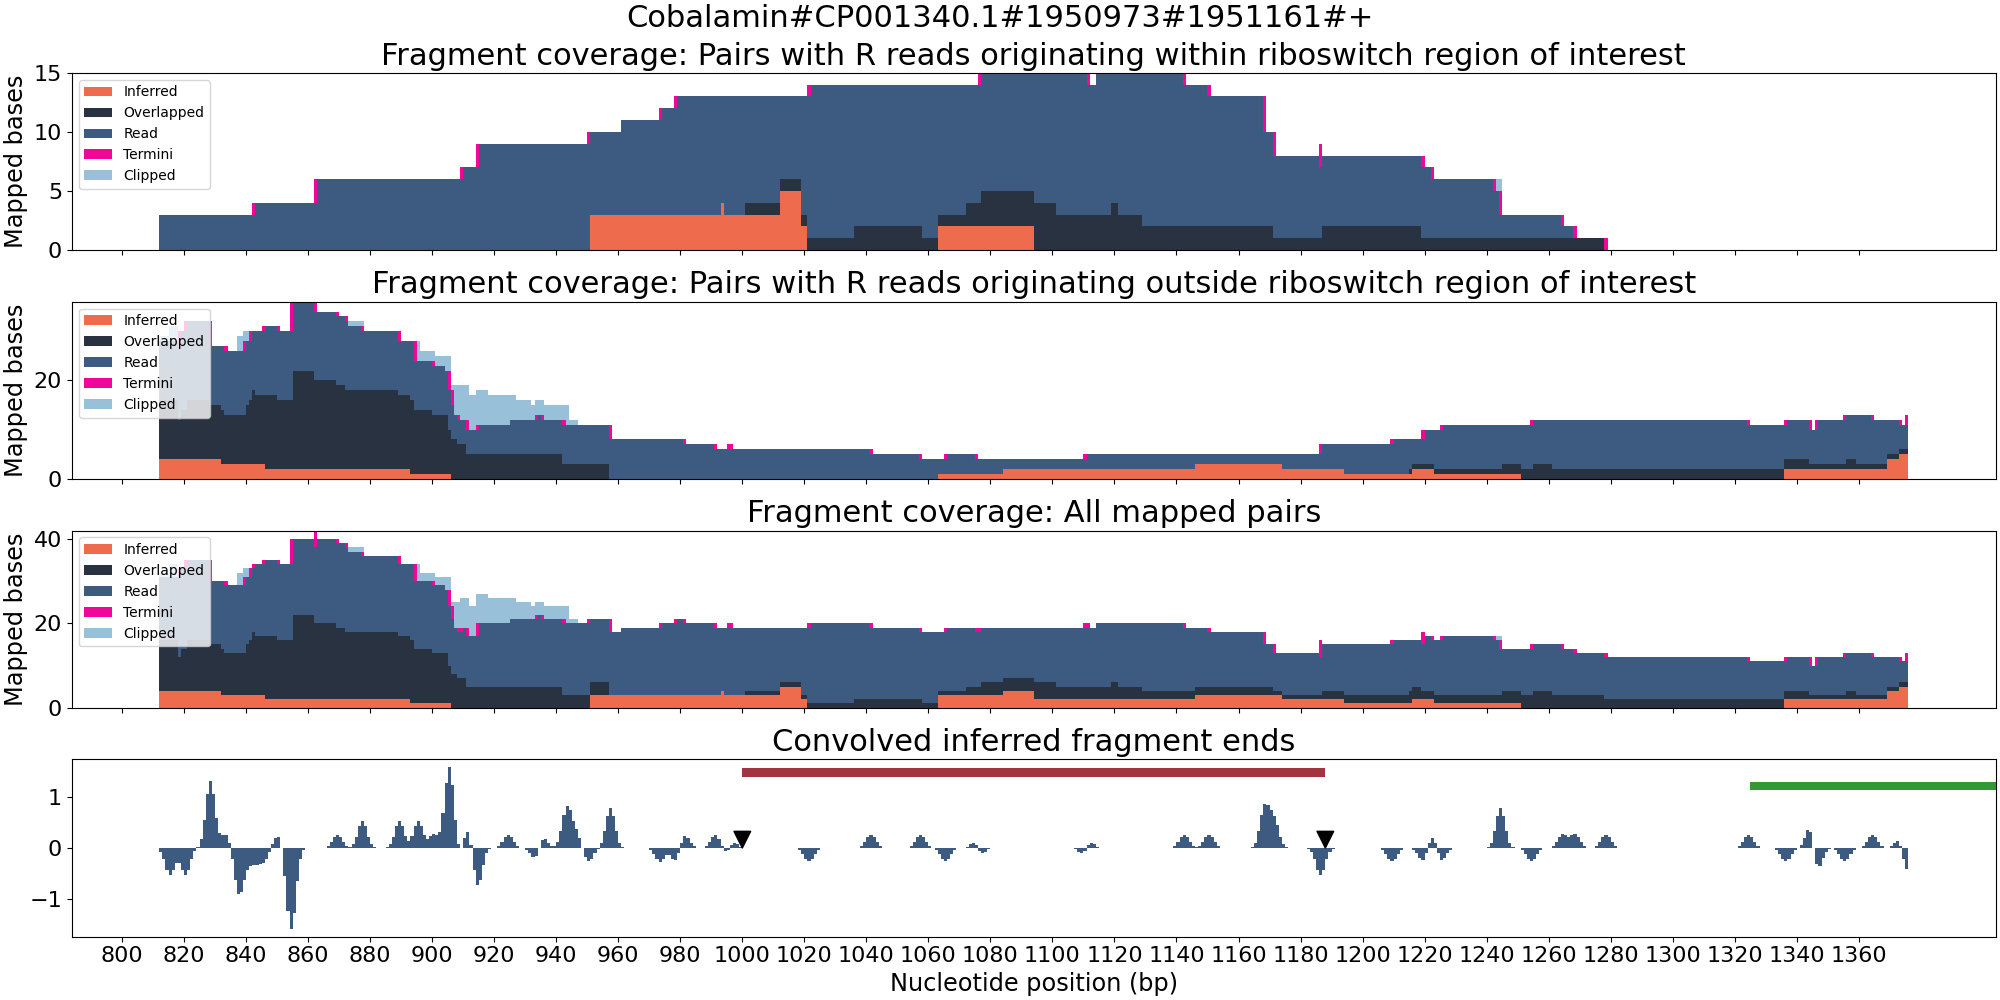 Cobalamin#CP001340.1#1950973#1951161#+
Fragment coverage: Pairs with R reads originating within riboswitch region of interest
Mapped bases
15
10
5
0
Inferred
Overlapped
Read
Termini
Clipped
Fragment coverage: Pairs with R reads originating outside riboswitch region of interest
Mapped bases
20
0
Inferred
Overlapped
Read
Termini
Clipped
Fragment coverage: All mapped pairs
Mapped bases
40
20
0
Inferred
Overlapped
Read
Termini
Clipped
Convolved inferred fragment ends
1
0
−1
800 820 840 860 880 900 920 940 960 980 1000 1020 1040 1060 1080 1100 1120 1140 1160 1180 1200 1220 1240 1260 1280 1300 1320 1340 1360
Nucleotide position (bp)